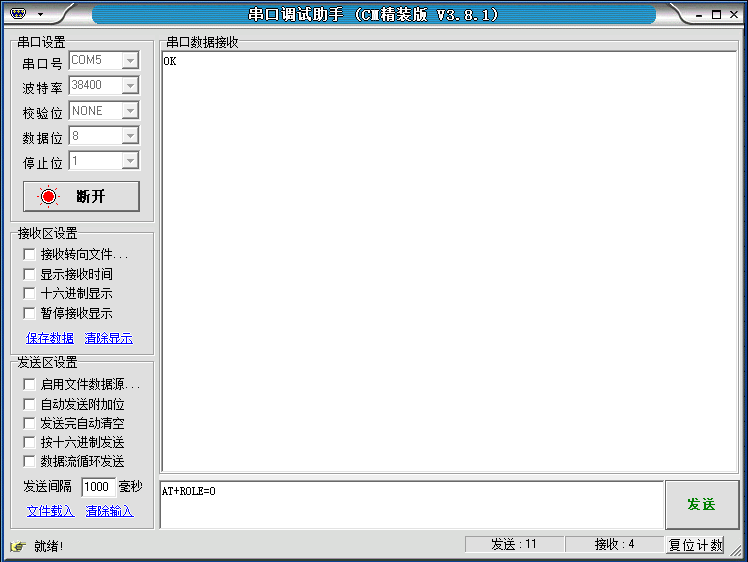 串口调试助手 (CM精装版 V3.8.1)
串口设置
串口号 COM5
波特率 38400
校验位 NONE
数据位 8
停止位 1
断开
接收区设置
接收转向文件...
显示接收时间
十六进制显示
暂停接收显示
保存数据 清除显示
发送区设置
启用文件数据源...
自动发送附加位
发送完自动清空
按十六进制发送
数据流循环发送
发送间隔 1000 毫秒
文件载入 清除输入
串口数据接收
OK
AT+ROLE=0
发送
就绪!
发送 : 11
接收 : 4
复位计数